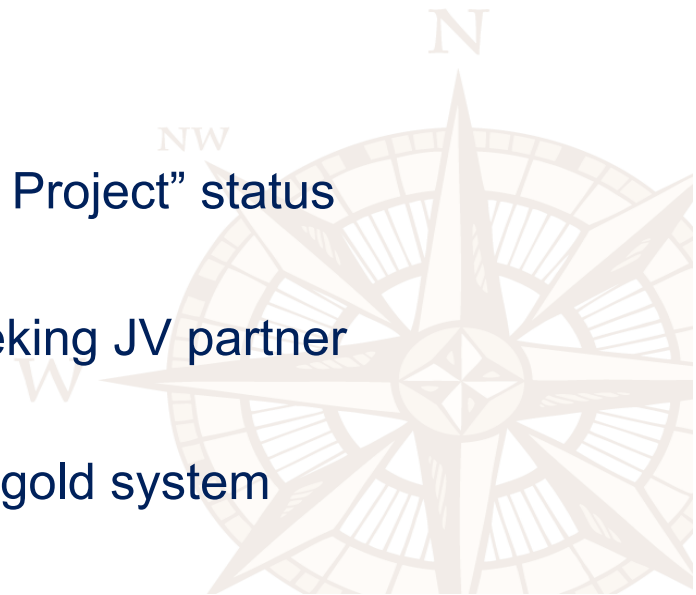 N
NW
Project” status
eking JV partner
W
gold system